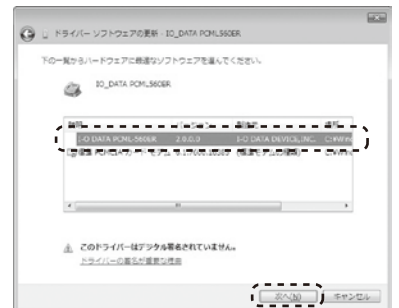 ドライバー ソフトウェアの更新 - IO_DATA PCML560ER
下の一覧からハードウェアに最適なソフトウェアを選んでください。
IO_DATA PCML560ER
I-O DATA PCML-560ER 2.0.0.0 I-O DATA DEVICE, INC.
このドライバーはデジタル署名されていません。
ドライバーの署名が重要な理由
次へ(N) キャンセル